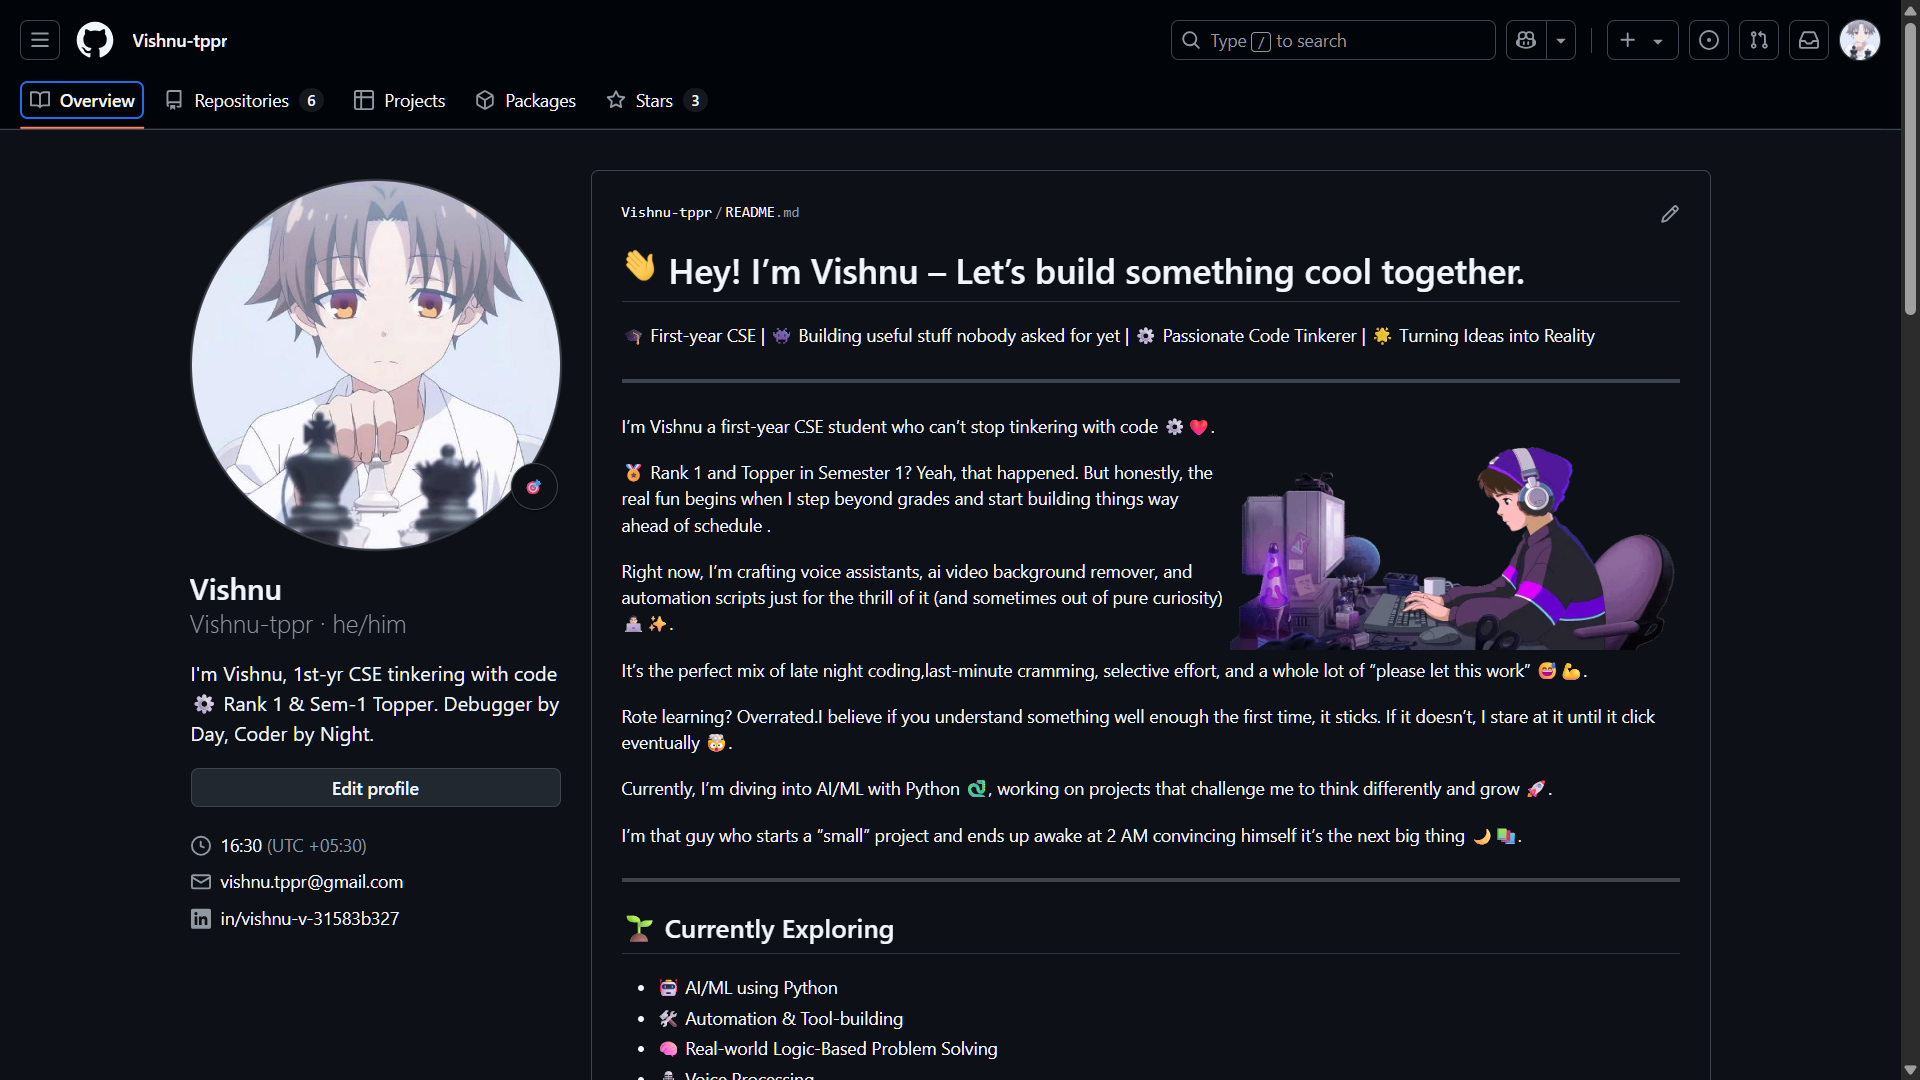 Vishnu-tppr
Type / to search
Overview
Repositories 6
Projects
Packages
Stars 3
Vishnu
Vishnu-tppr · he/him
I'm Vishnu, 1st-yr CSE tinkering with code
⚙️ Rank 1 & Sem-1 Topper. Debugger by
Day, Coder by Night.
Edit profile
16:30 (UTC +05:30)
vishnu.tppr@gmail.com
in/vishnu-v-31583b327
Vishnu-tppr/README.md
👋 Hey! I’m Vishnu – Let’s build something cool together.
🎓 First-year CSE | 👾 Building useful stuff nobody asked for yet | ⚙️ Passionate Code Tinkerer | 🌟 Turning Ideas into Reality
I’m Vishnu a first-year CSE student who can’t stop tinkering with code ⚙️ ❤️.
🏅 Rank 1 and Topper in Semester 1? Yeah, that happened. But honestly, the
real fun begins when I step beyond grades and start building things way
ahead of schedule .
Right now, I’m crafting voice assistants, ai video background remover, and
automation scripts just for the thrill of it (and sometimes out of pure curiosity)
👨‍💻 ✨.
It’s the perfect mix of late night coding,last-minute cramming, selective effort, and a whole lot of “please let this work” 😅 💪.
Rote learning? Overrated.I believe if you understand something well enough the first time, it sticks. If it doesn’t, I stare at it until it click
eventually 🤯.
Currently, I’m diving into AI/ML with Python 🐍, working on projects that challenge me to think differently and grow 🚀.
I’m that guy who starts a “small” project and ends up awake at 2 AM convincing himself it’s the next big thing 🌙 📚.
🌱 Currently Exploring
• 🤖 AI/ML using Python
• 🛠️ Automation & Tool-building
• 🧠 Real-world Logic-Based Problem Solving
• 🎙️ Voice Processing